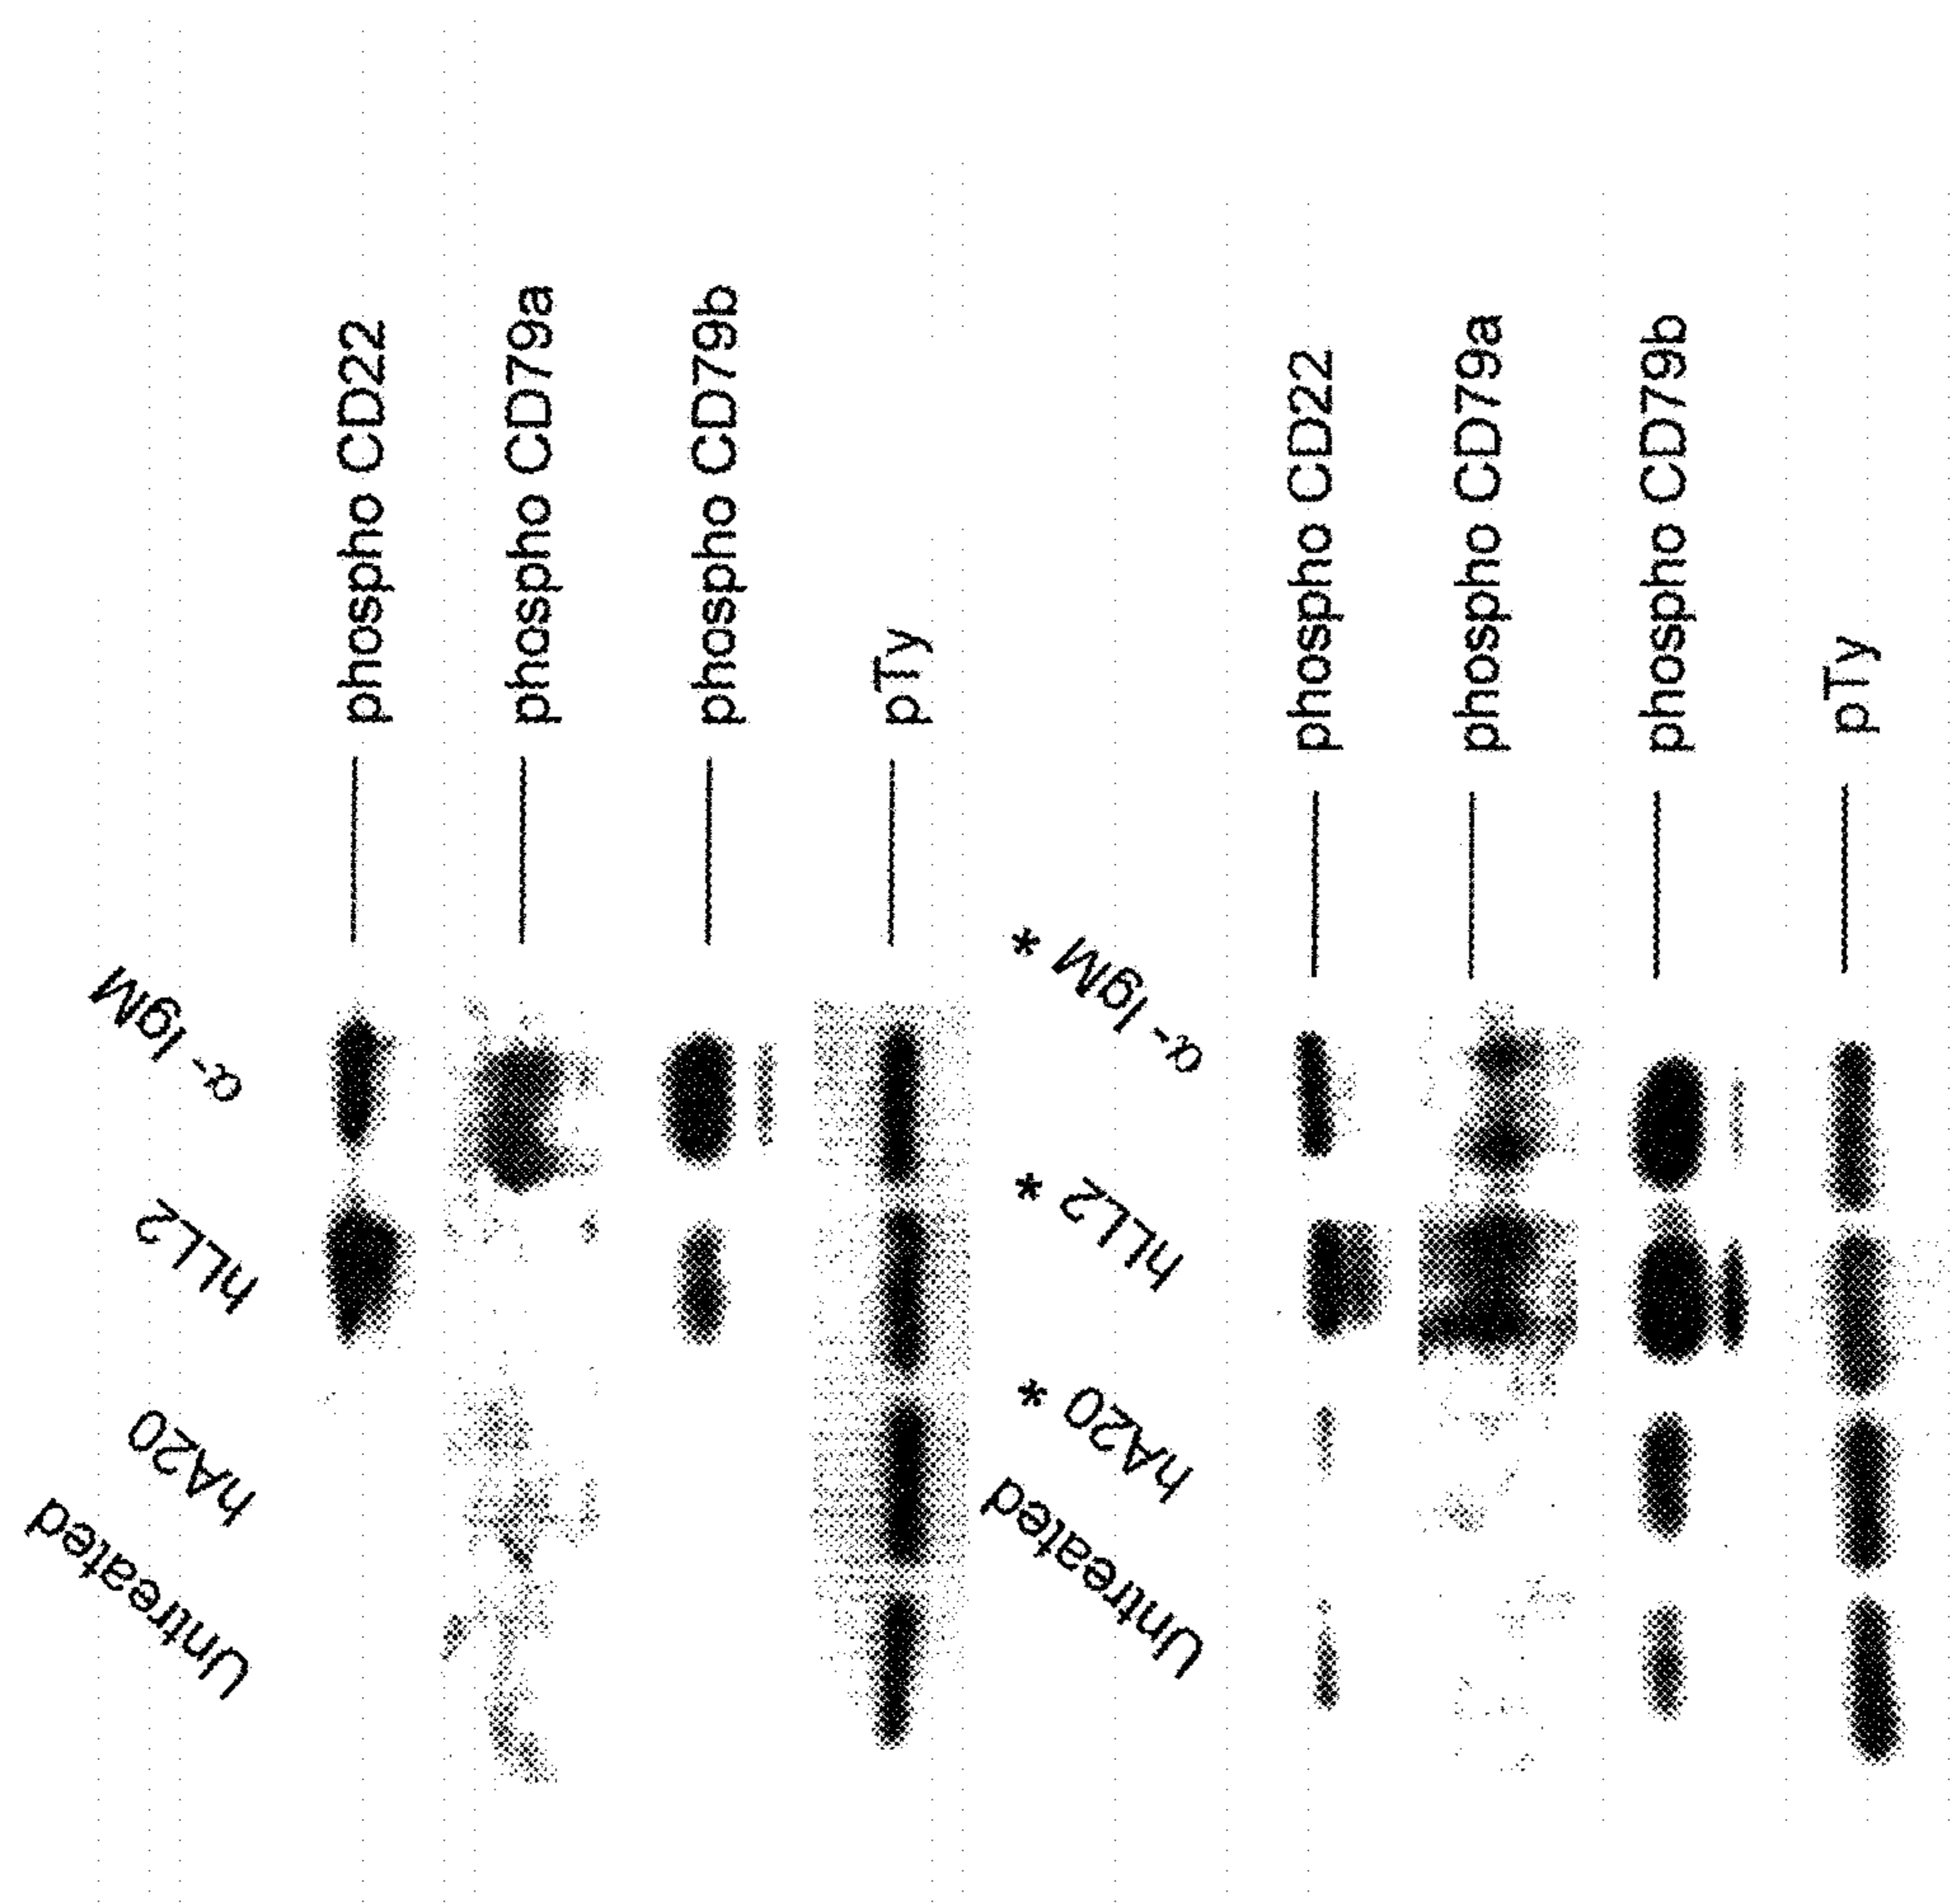 Untreated
hA20
hLL2
α- IgM
phospho CD22
phospho CD79a
phospho CD79b
pTy
Untreated
hA20 *
hLL2 *
α- IgM *
phospho CD22
phospho CD79a
phospho CD79b
pTy